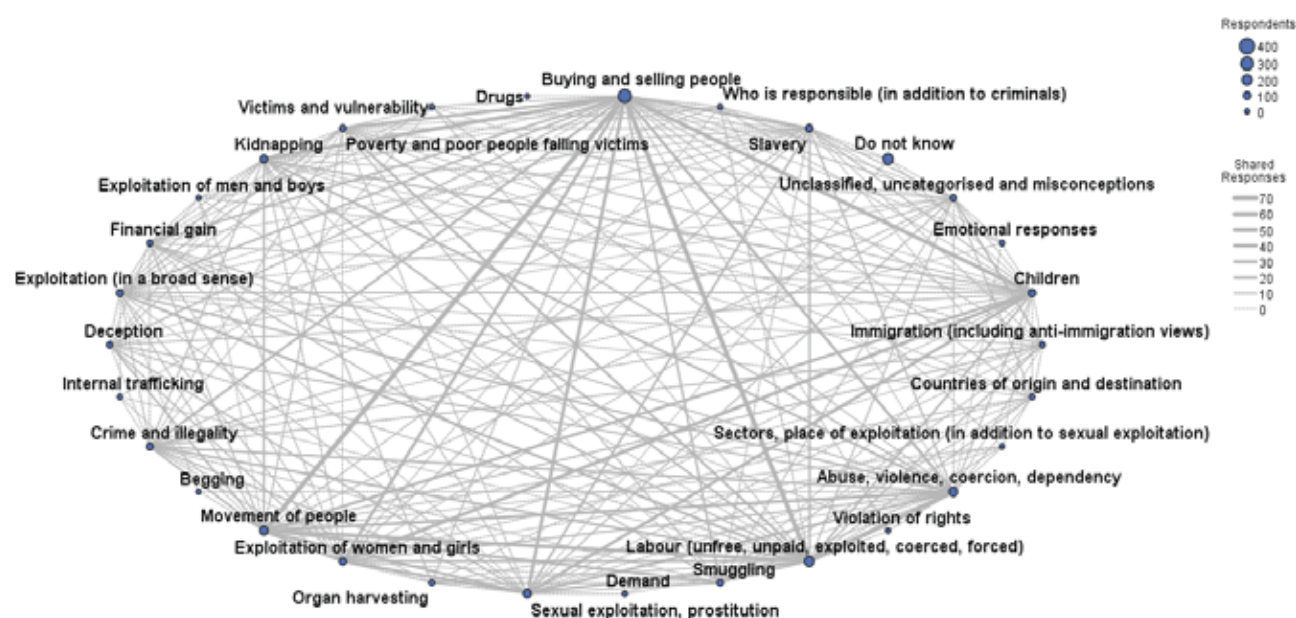 Respondents
400
300
200
100
0
Shared
Responses
70
60
50
40
30
20
10
0
Buying and selling people
Drugs
Who is responsible (in addition to criminals)
Victims and vulnerability
Kidnapping
Poverty and poor people falling victims
Slavery
Do not know
Exploitation of men and boys
Unclassified, uncategorised and misconceptions
Financial gain
Emotional responses
Exploitation (in a broad sense)
Children
Deception
Immigration (including anti-immigration views)
Internal trafficking
Countries of origin and destination
Crime and illegality
Sectors, place of exploitation (in addition to sexual exploitation)
Begging
Abuse, violence, coercion, dependency
Movement of people
Violation of rights
Exploitation of women and girls
Labour (unfree, unpaid, exploited, coerced, forced)
Smuggling
Organ harvesting
Demand
Sexual exploitation, prostitution